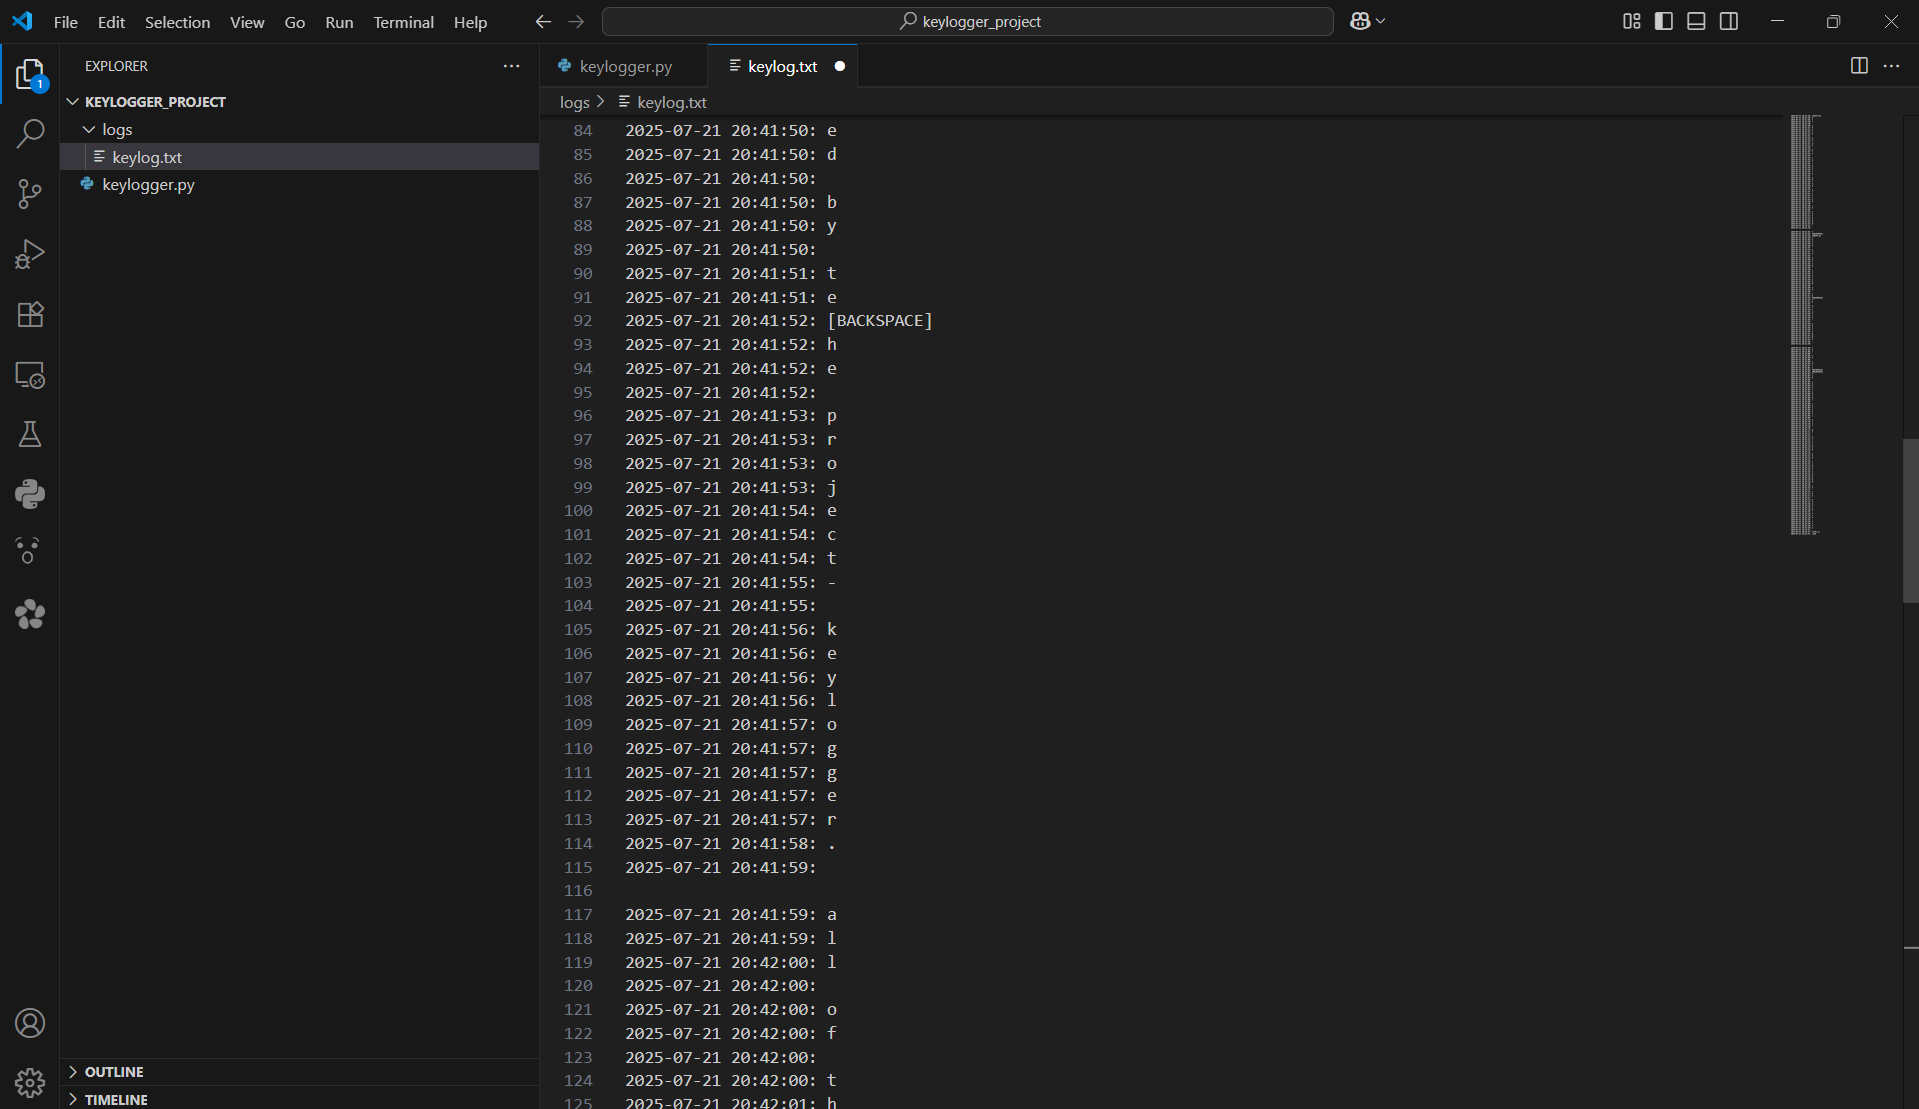 File Edit Selection View Go Run Terminal Help keylogger_project
EXPLORER
1
KEYLOGGER_PROJECT
logs
keylog.txt
keylogger.py
OUTLINE
TIMELINE
keylogger.py keylog.txt
logs keylog.txt
84 2025-07-21 20:41:50: e
85 2025-07-21 20:41:50: d
86 2025-07-21 20:41:50:
87 2025-07-21 20:41:50: b
88 2025-07-21 20:41:50: y
89 2025-07-21 20:41:50:
90 2025-07-21 20:41:51: t
91 2025-07-21 20:41:51: e
92 2025-07-21 20:41:52: [BACKSPACE]
93 2025-07-21 20:41:52: h
94 2025-07-21 20:41:52: e
95 2025-07-21 20:41:52:
96 2025-07-21 20:41:53: p
97 2025-07-21 20:41:53: r
98 2025-07-21 20:41:53: o
99 2025-07-21 20:41:53: j
100 2025-07-21 20:41:54: e
101 2025-07-21 20:41:54: c
102 2025-07-21 20:41:54: t
103 2025-07-21 20:41:55: -
104 2025-07-21 20:41:55:
105 2025-07-21 20:41:56: k
106 2025-07-21 20:41:56: e
107 2025-07-21 20:41:56: y
108 2025-07-21 20:41:56: l
109 2025-07-21 20:41:57: o
110 2025-07-21 20:41:57: g
111 2025-07-21 20:41:57: g
112 2025-07-21 20:41:57: e
113 2025-07-21 20:41:57: r
114 2025-07-21 20:41:58: .
115 2025-07-21 20:41:59:
116
117 2025-07-21 20:41:59: a
118 2025-07-21 20:41:59: l
119 2025-07-21 20:42:00: l
120 2025-07-21 20:42:00:
121 2025-07-21 20:42:00: o
122 2025-07-21 20:42:00: f
123 2025-07-21 20:42:00:
124 2025-07-21 20:42:00: t
125 2025-07-21 20:42:01: h